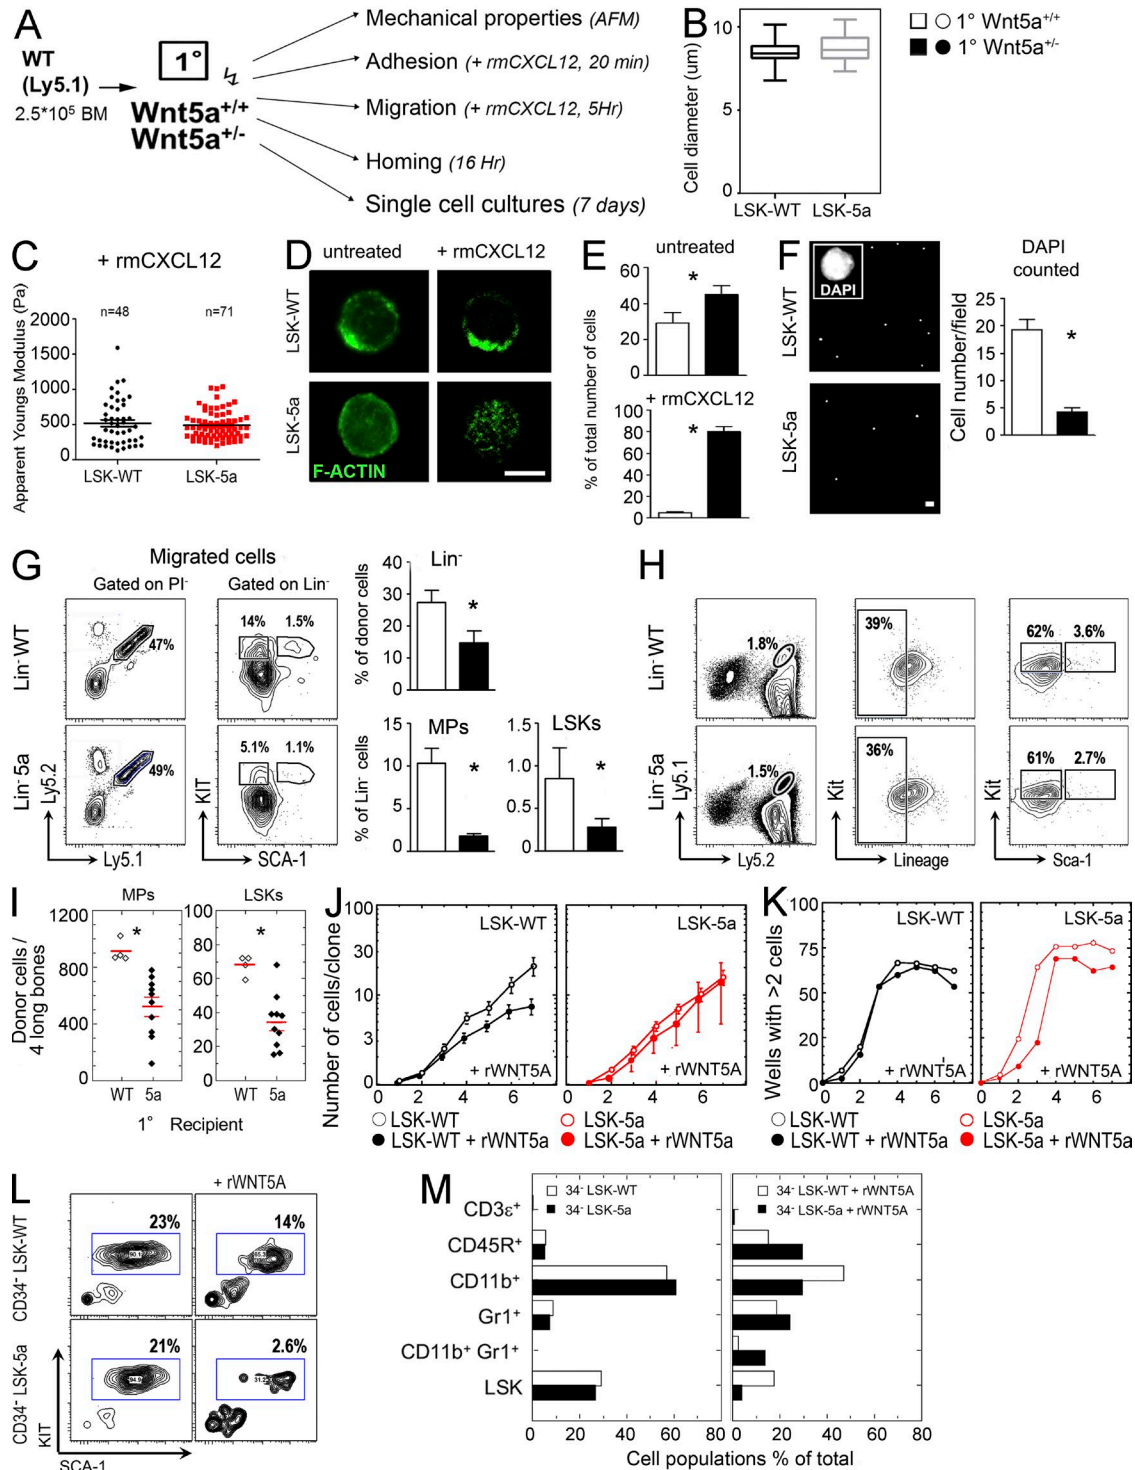 A
WT
(Ly5.1)
2.5*10⁵ BM
1°
Wnt5a+/+
Wnt5a+/-
Mechanical properties (AFM)
Adhesion (+ rmCXCL12, 20 min)
Migration (+ rmCXCL12, 5Hr)
Homing (16 Hr)
Single cell cultures (7 days)
B
Cell diameter (um)
10
5
0
LSK-WT LSK-5a
1° Wnt5a+/+
1° Wnt5a+/-
C
+ rmCXCL12
Apparent Youngs Modulus (Pa)
n=48 n=71
2000
1500
1000
500
0
LSK-WT LSK-5a
D
untreated + rmCXCL12
LSK-WT
LSK-5a
F-ACTIN
E
untreated
% of total number of cells
60
40
20
0
*
+ rmCXCL12
100
80
60
40
20
0
*
F
LSK-WT
LSK-5a
DAPI
DAPI
counted
Cell number/field
25
20
15
10
5
0
*
G
Migrated cells
Gated on PI- Gated on Lin-
Lin- WT
47%
14% 1.5%
Lin- 5a
49%
5.1% 1.1%
Ly5.2
Ly5.1
KIT
SCA-1
Lin-
% of donor cells
40
30
20
10
0
*
MPs
% of Lin- cells
15
10
5
0
*
LSKs
1.5
1.0
0.5
0.0
*
H
Lin- WT
1.8%
39%
62% 3.6%
Lin- 5a
1.5%
36%
61% 2.7%
Ly5.1
Ly5.2
Kit
Lineage
Kit
Sca-1
I
MPs LSKs
Donor cells /
4 long bones
1200
800
400
0
*
100
80
60
40
20
0
*
WT 5a WT 5a
1° Recipient
J
Number of cells/clone
100
30
10
3
1
LSK-WT
+ rWNT5A
0 2 4 6
LSK-5a
+ rWNT5A
0 2 4 6
LSK-WT
LSK-WT + rWNT5a
LSK-5a
LSK-5a + rWNT5a
K
Wells with >2 cells
100
75
50
20
0
LSK-WT
+ rWNT5A
0 2 4 6
LSK-5a
+ rWNT5A
0 2 4 6
LSK-WT
LSK-WT + rWNT5a
LSK-5a
LSK-5a + rWNT5a
L
+ rWNT5A
CD34- LSK-WT
23%
14%
CD34- LSK-5a
21%
2.6%
KIT
SCA-1
M
34- LSK-WT
34- LSK-5a
34- LSK-WT + rWNT5A
34- LSK-5a + rWNT5A
CD3ε+
CD45R+
CD11b+
Gr1+
CD11b+ Gr1+
LSK
0 20 40 60 80
0 20 40 60 80
Cell populations % of total